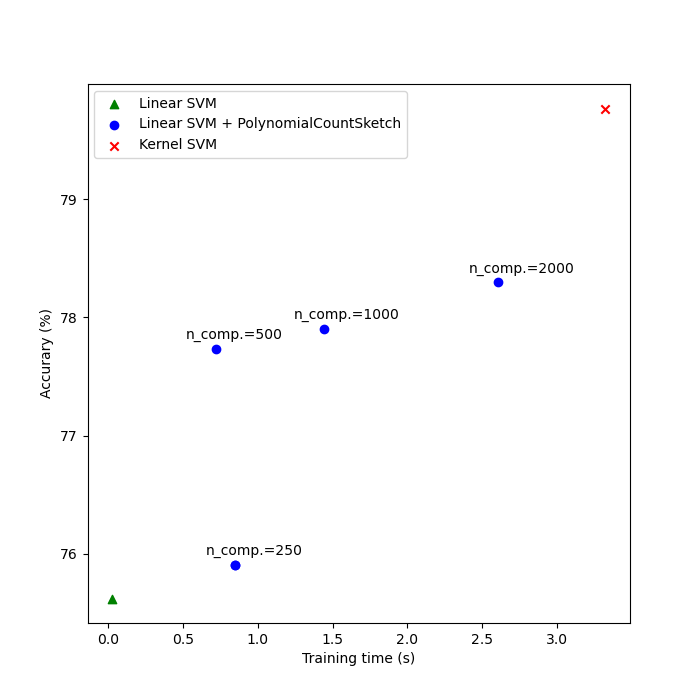 Linear SVM
Linear SVM + PolynomialCountSketch
Kernel SVM
79
n_comp.=2000
78
n_comp.=1000
n_comp.=500
Accurary (%)
77
76
n_comp.=250
0.0 0.5 1.0 1.5 2.0 2.5 3.0
Training time (s)